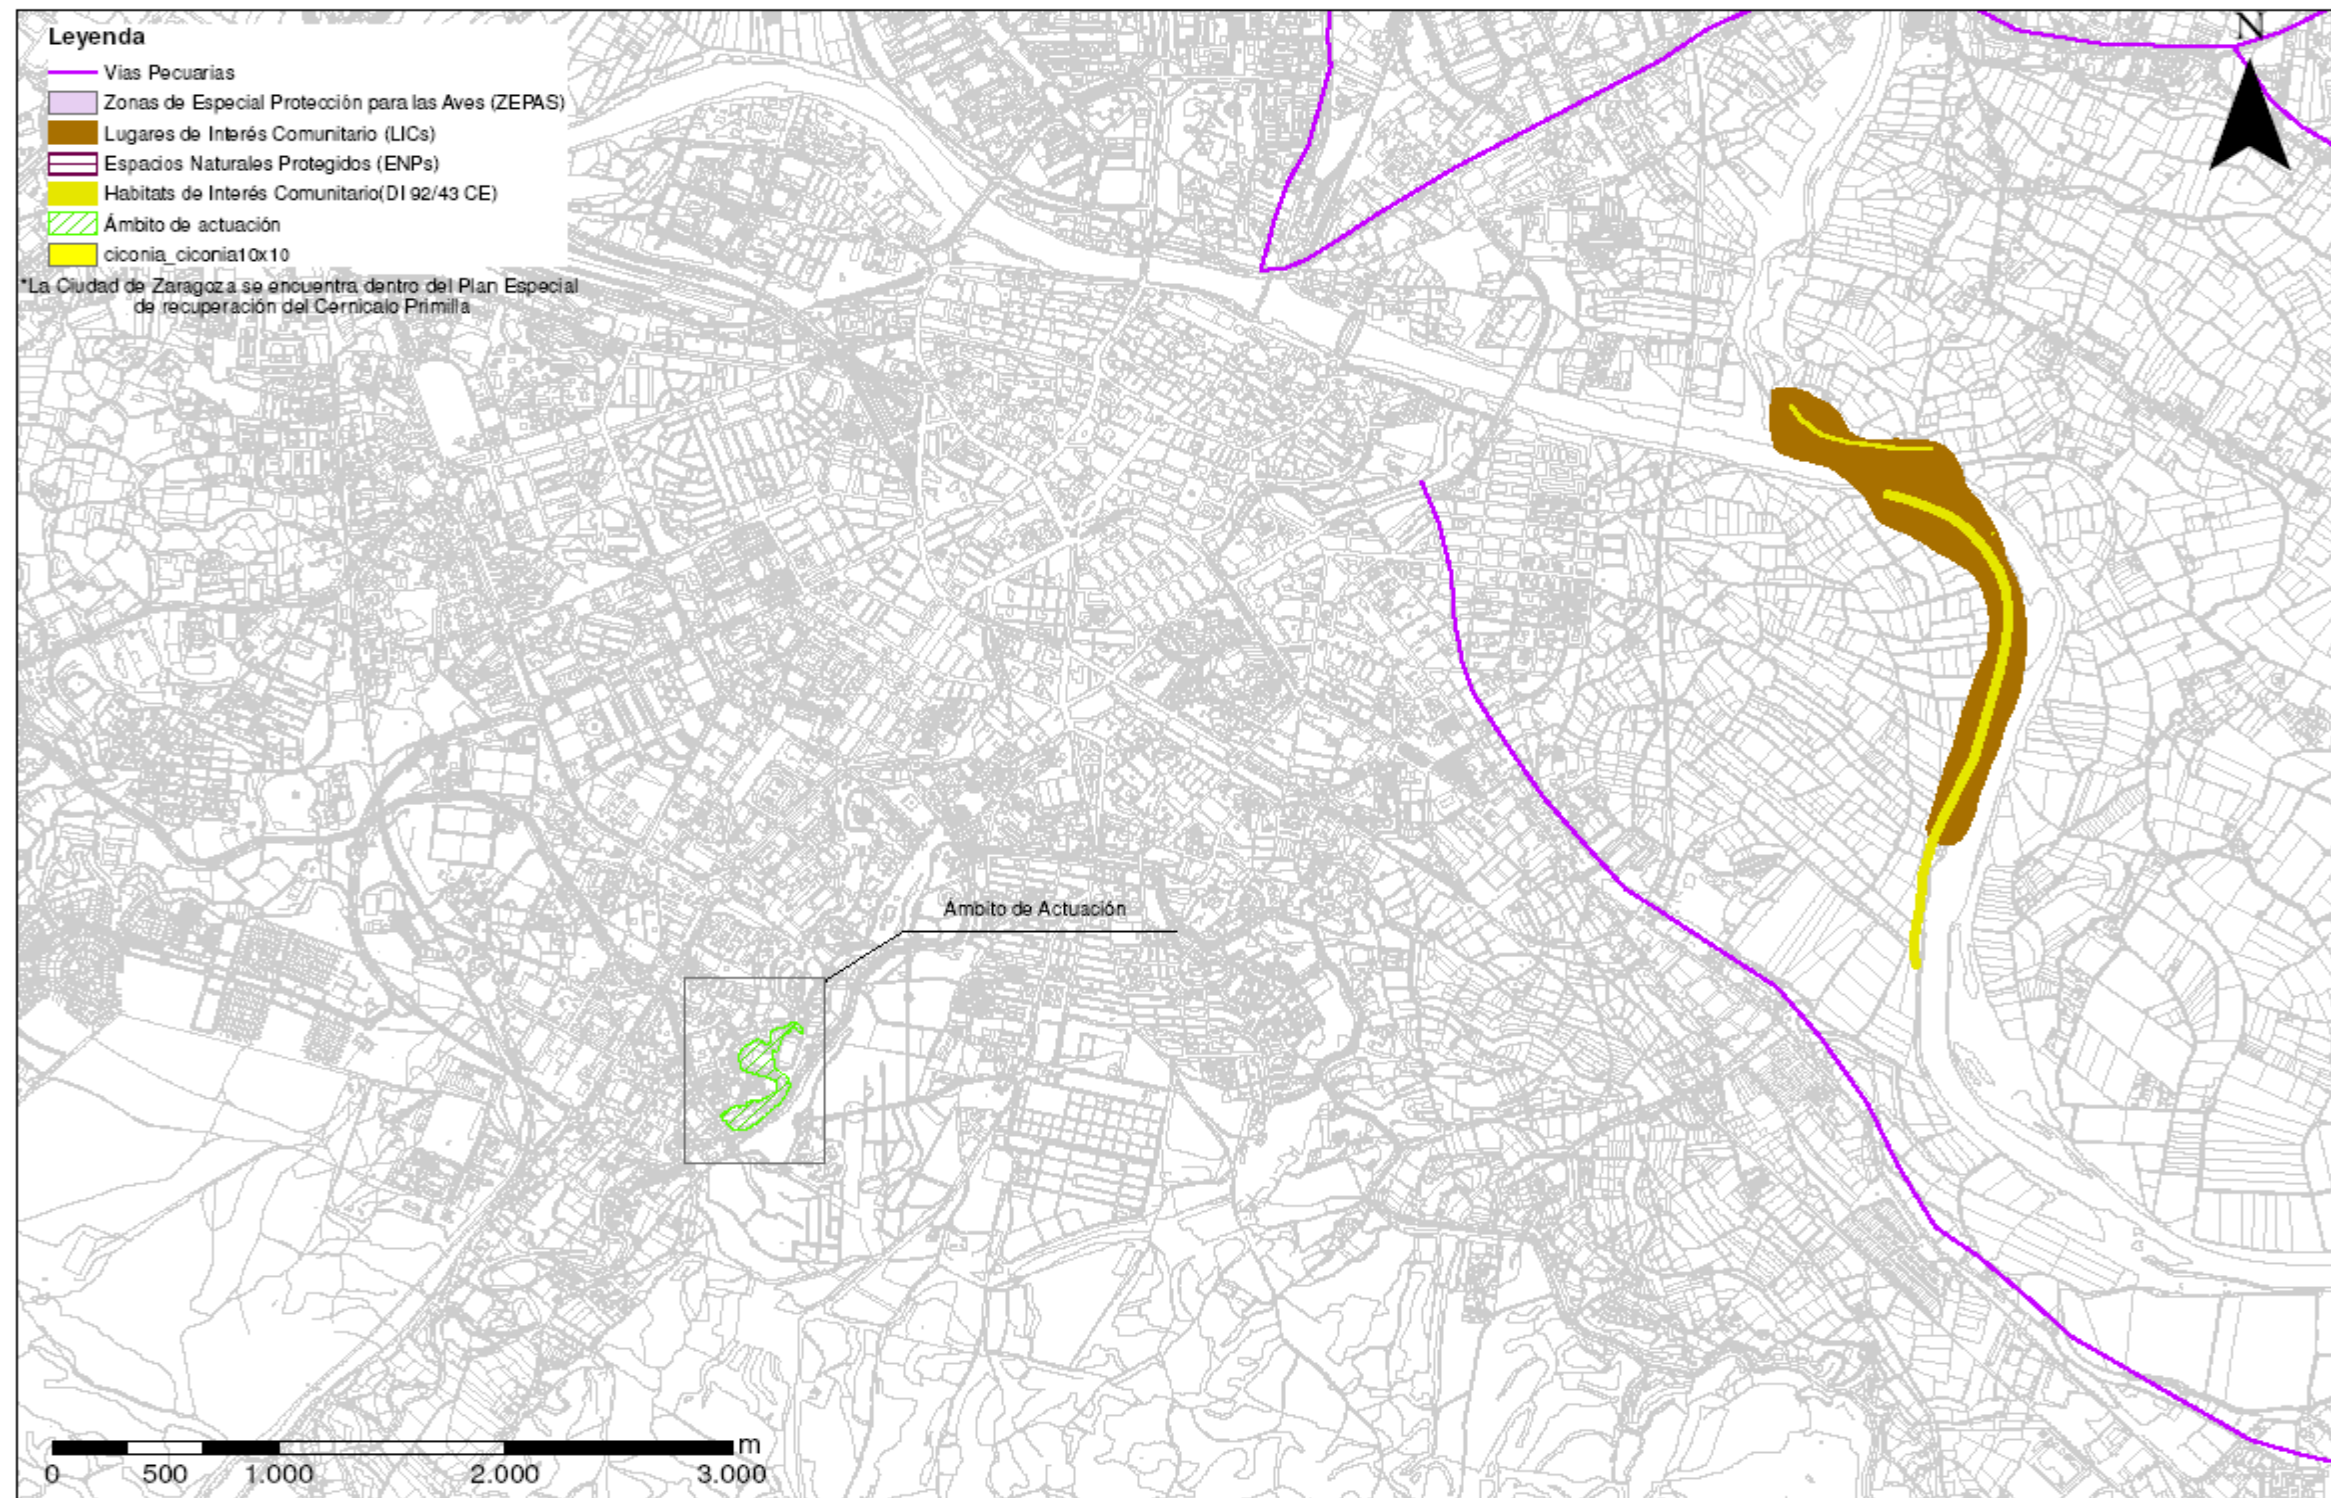 Leyenda
Vias Pecuarias
Zonas de Especial Protección para las Aves (ZEPAS)
Lugares de Interés Comunitario (LICs)
Espacios Naturales Protegidos (ENPs)
Habitats de Interés Comunitario(DI 92/43 CE)
Ámbito de actuación
ciconia_ciconia10x10
*La Ciudad de Zaragoza se encuentra dentro del Plan Especial
de recuperación del Cernicalo Primilla
N
Ámbito de Actuación
m
0 500 1.000 2.000 3.000